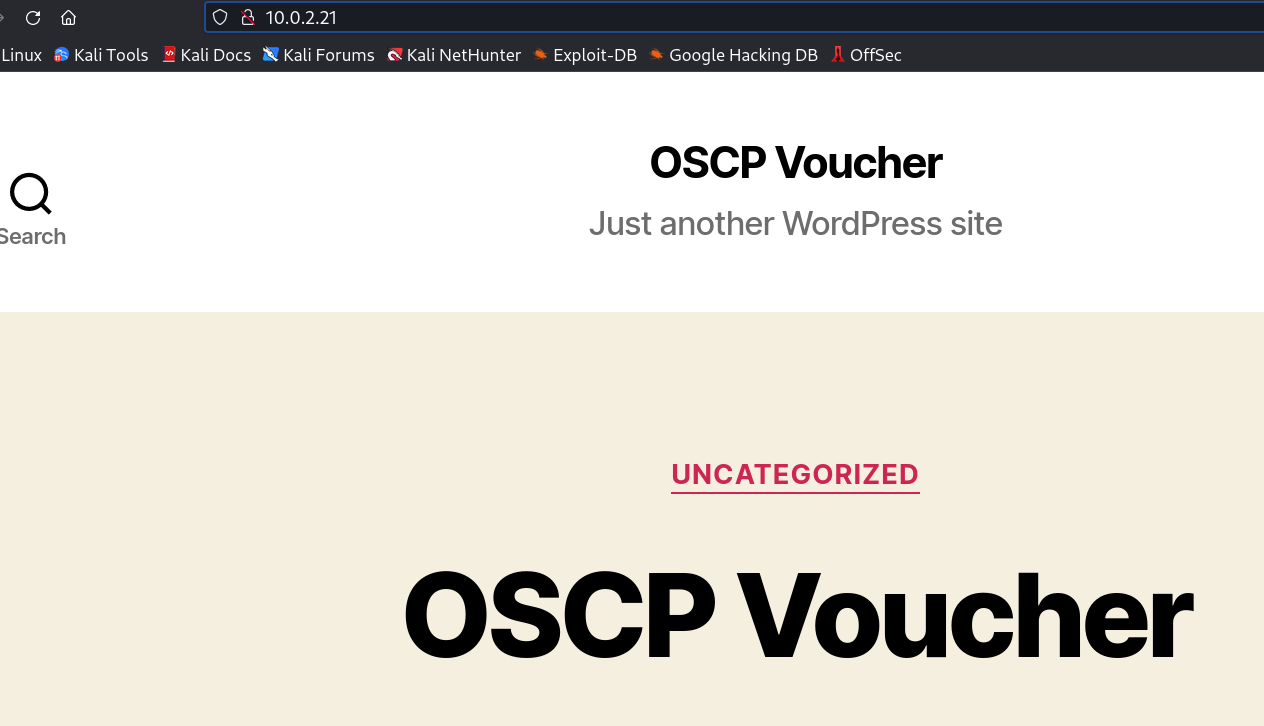 10.0.2.21
Linux Kali Tools Kali Docs Kali Forums Kali NetHunter Exploit-DB Google Hacking DB OffSec
OSCP Voucher
Just another WordPress site
Search
UNCATEGORIZED
OSCP Voucher